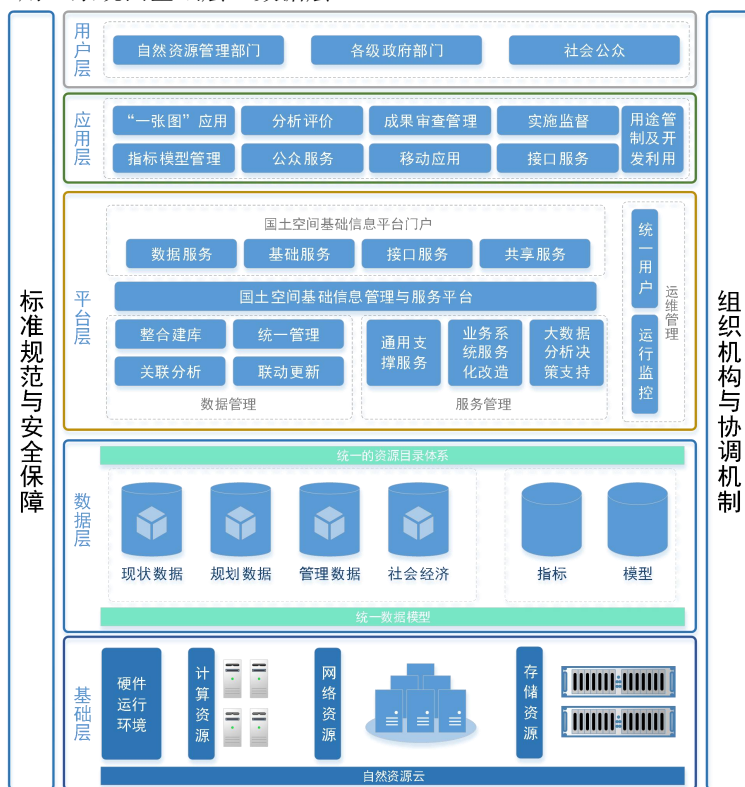 用户层
自然资源管理部门
各级政府部门
社会公众
应用层
“一张图”应用
分析评价
成果审查管理
实施监督
用途管
制及开
发利用
指标模型管理
公众服务
移动应用
接口服务
平台层
国土空间基础信息平台门户
数据服务
基础服务
接口服务
共享服务
国土空间基础信息管理与服务平台
整合建库
统一管理
关联分析
联动更新
数据管理
通用支
撑服务
业务系
统服务
化改造
大数据
分析决
策支持
服务管理
统一用户
运行监控
运维管理
标准规范与安全保障
组织机构与协调机制
数据层
统一的资源目录体系
现状数据
规划数据
管理数据
社会经济
指标
模型
统一数据模型
基础层
硬件
运行
环境
计算资源
网络资源
存储资源
自然资源云